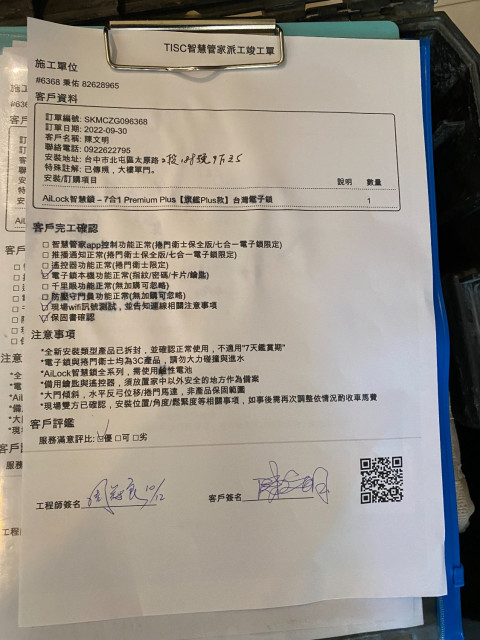 TISC智慧管家派工竣工單
施工單位
#6368 秉佑 82628965
客戶資料
訂單編號: SKMCZG096368
訂單日期: 2022-09-30
客戶名稱: 陳文明
聯絡電話: 0922622795
安裝地址: 台中市北屯區太原路
特殊註解: 已傳照,大樓單門。
安裝/訂購項目 說明 數量
AiLock智慧鎖 – 7合1 Premium Plus【旗艦Plus款】台灣電子鎖 1
客戶完工確認
□ 智慧管家app控制功能正常(捲門衛士保全版/七合一電子鎖限定)
□ 推播通知正常(捲門衛士保全版/七合一電子鎖限定)
□ 遙控器功能正常(捲門衛士限定)
☑ 電子鎖本機功能正常(指紋/密碼/卡片/鑰匙)
□ 千里眼功能正常(無加購可忽略)
□ 防壓守門員功能正常(無加購可忽略)
☑ 現場wifi訊號測試,並告知連線相關注意事項
☑ 保固書確認
注意事項
*全新安裝類型產品已拆封,並確認正常使用,不適用"7天鑑賞期"
*電子鎖與捲門衛士均為3C產品,請勿大力碰撞與進水
*AiLock智慧鎖全系列,需使用鹼性電池
*備用鑰匙與遙控器,須放置家中以外安全的地方作為備案
*大門傾斜,水平反弓位移/捲門馬達,非產品保固範圍
*現場雙方已確認,安裝位置/角度/鬆緊度等相關事項,如事後需再次調整依情況酌收車馬費
客戶評鑑
服務滿意評比: ☑優 □可 □劣
工程師簽名 10/12 客戶簽名 陳文明